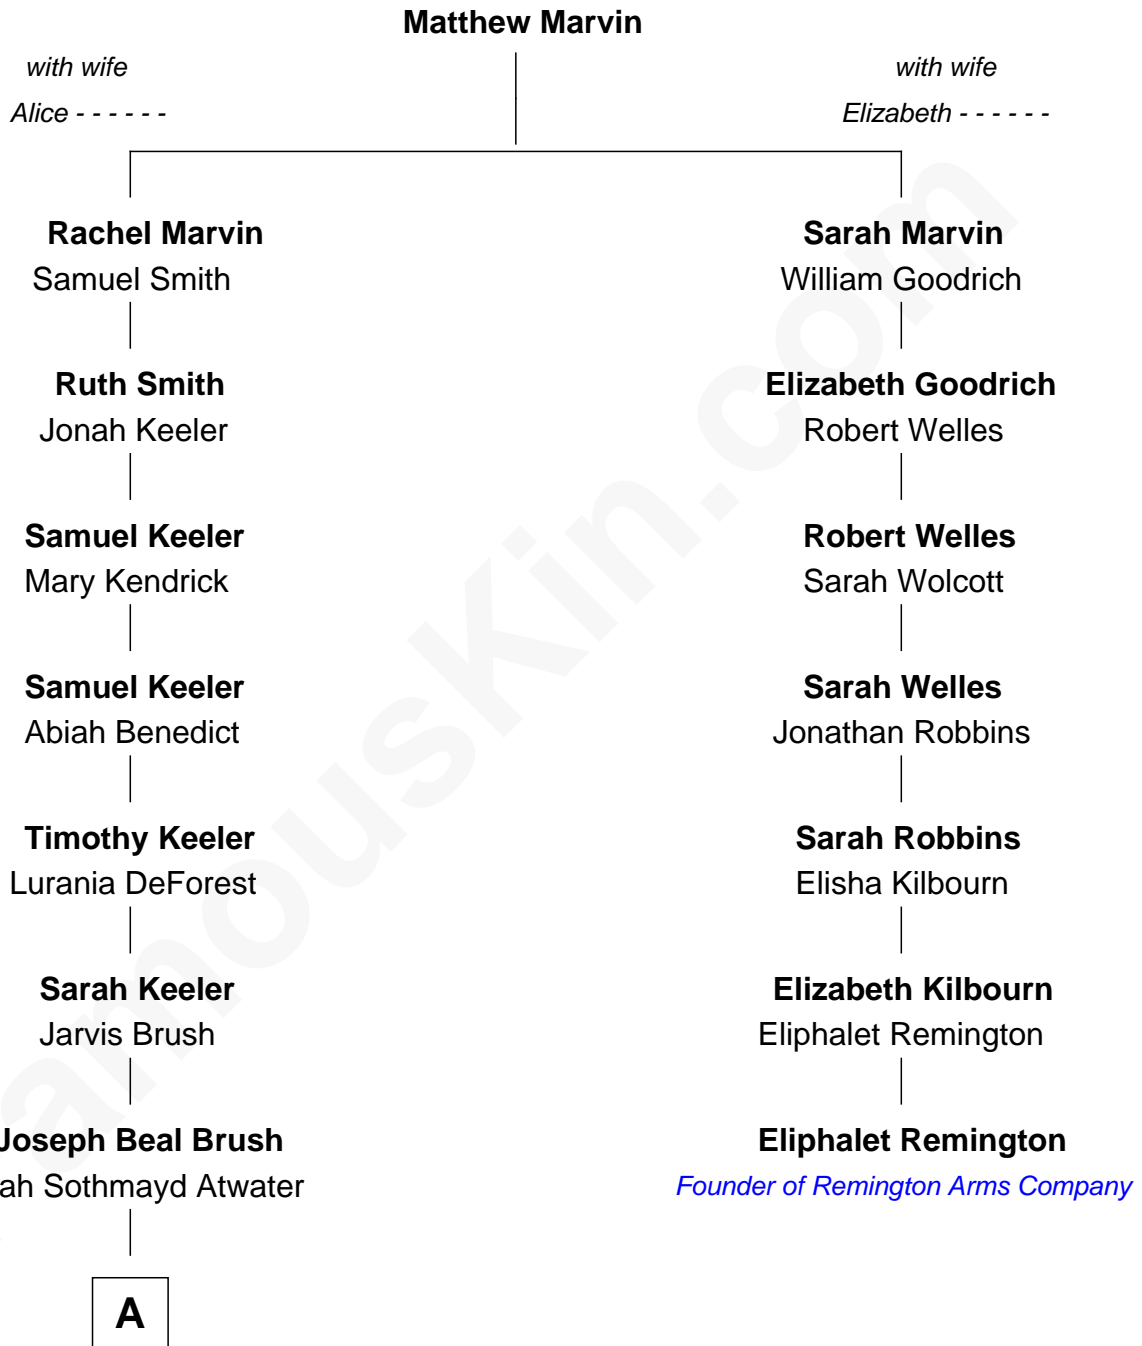 Matthew Marvin
with wife
Alice - - - - - -
with wife
Elizabeth - - - - - -
Rachel Marvin
Samuel Smith
Ruth Smith
Jonah Keeler
Samuel Keeler
Mary Kendrick
Samuel Keeler
Abiah Benedict
Timothy Keeler
Lurania DeForest
Sarah Keeler
Jarvis Brush
Joseph Beal Brush
ah Sothmayd Atwater
A
Sarah Marvin
William Goodrich
Elizabeth Goodrich
Robert Welles
Robert Welles
Sarah Wolcott
Sarah Welles
Jonathan Robbins
Sarah Robbins
Elisha Kilbourn
Elizabeth Kilbourn
Eliphalet Remington
Eliphalet Remington
Founder of Remington Arms Company
amouskin.com